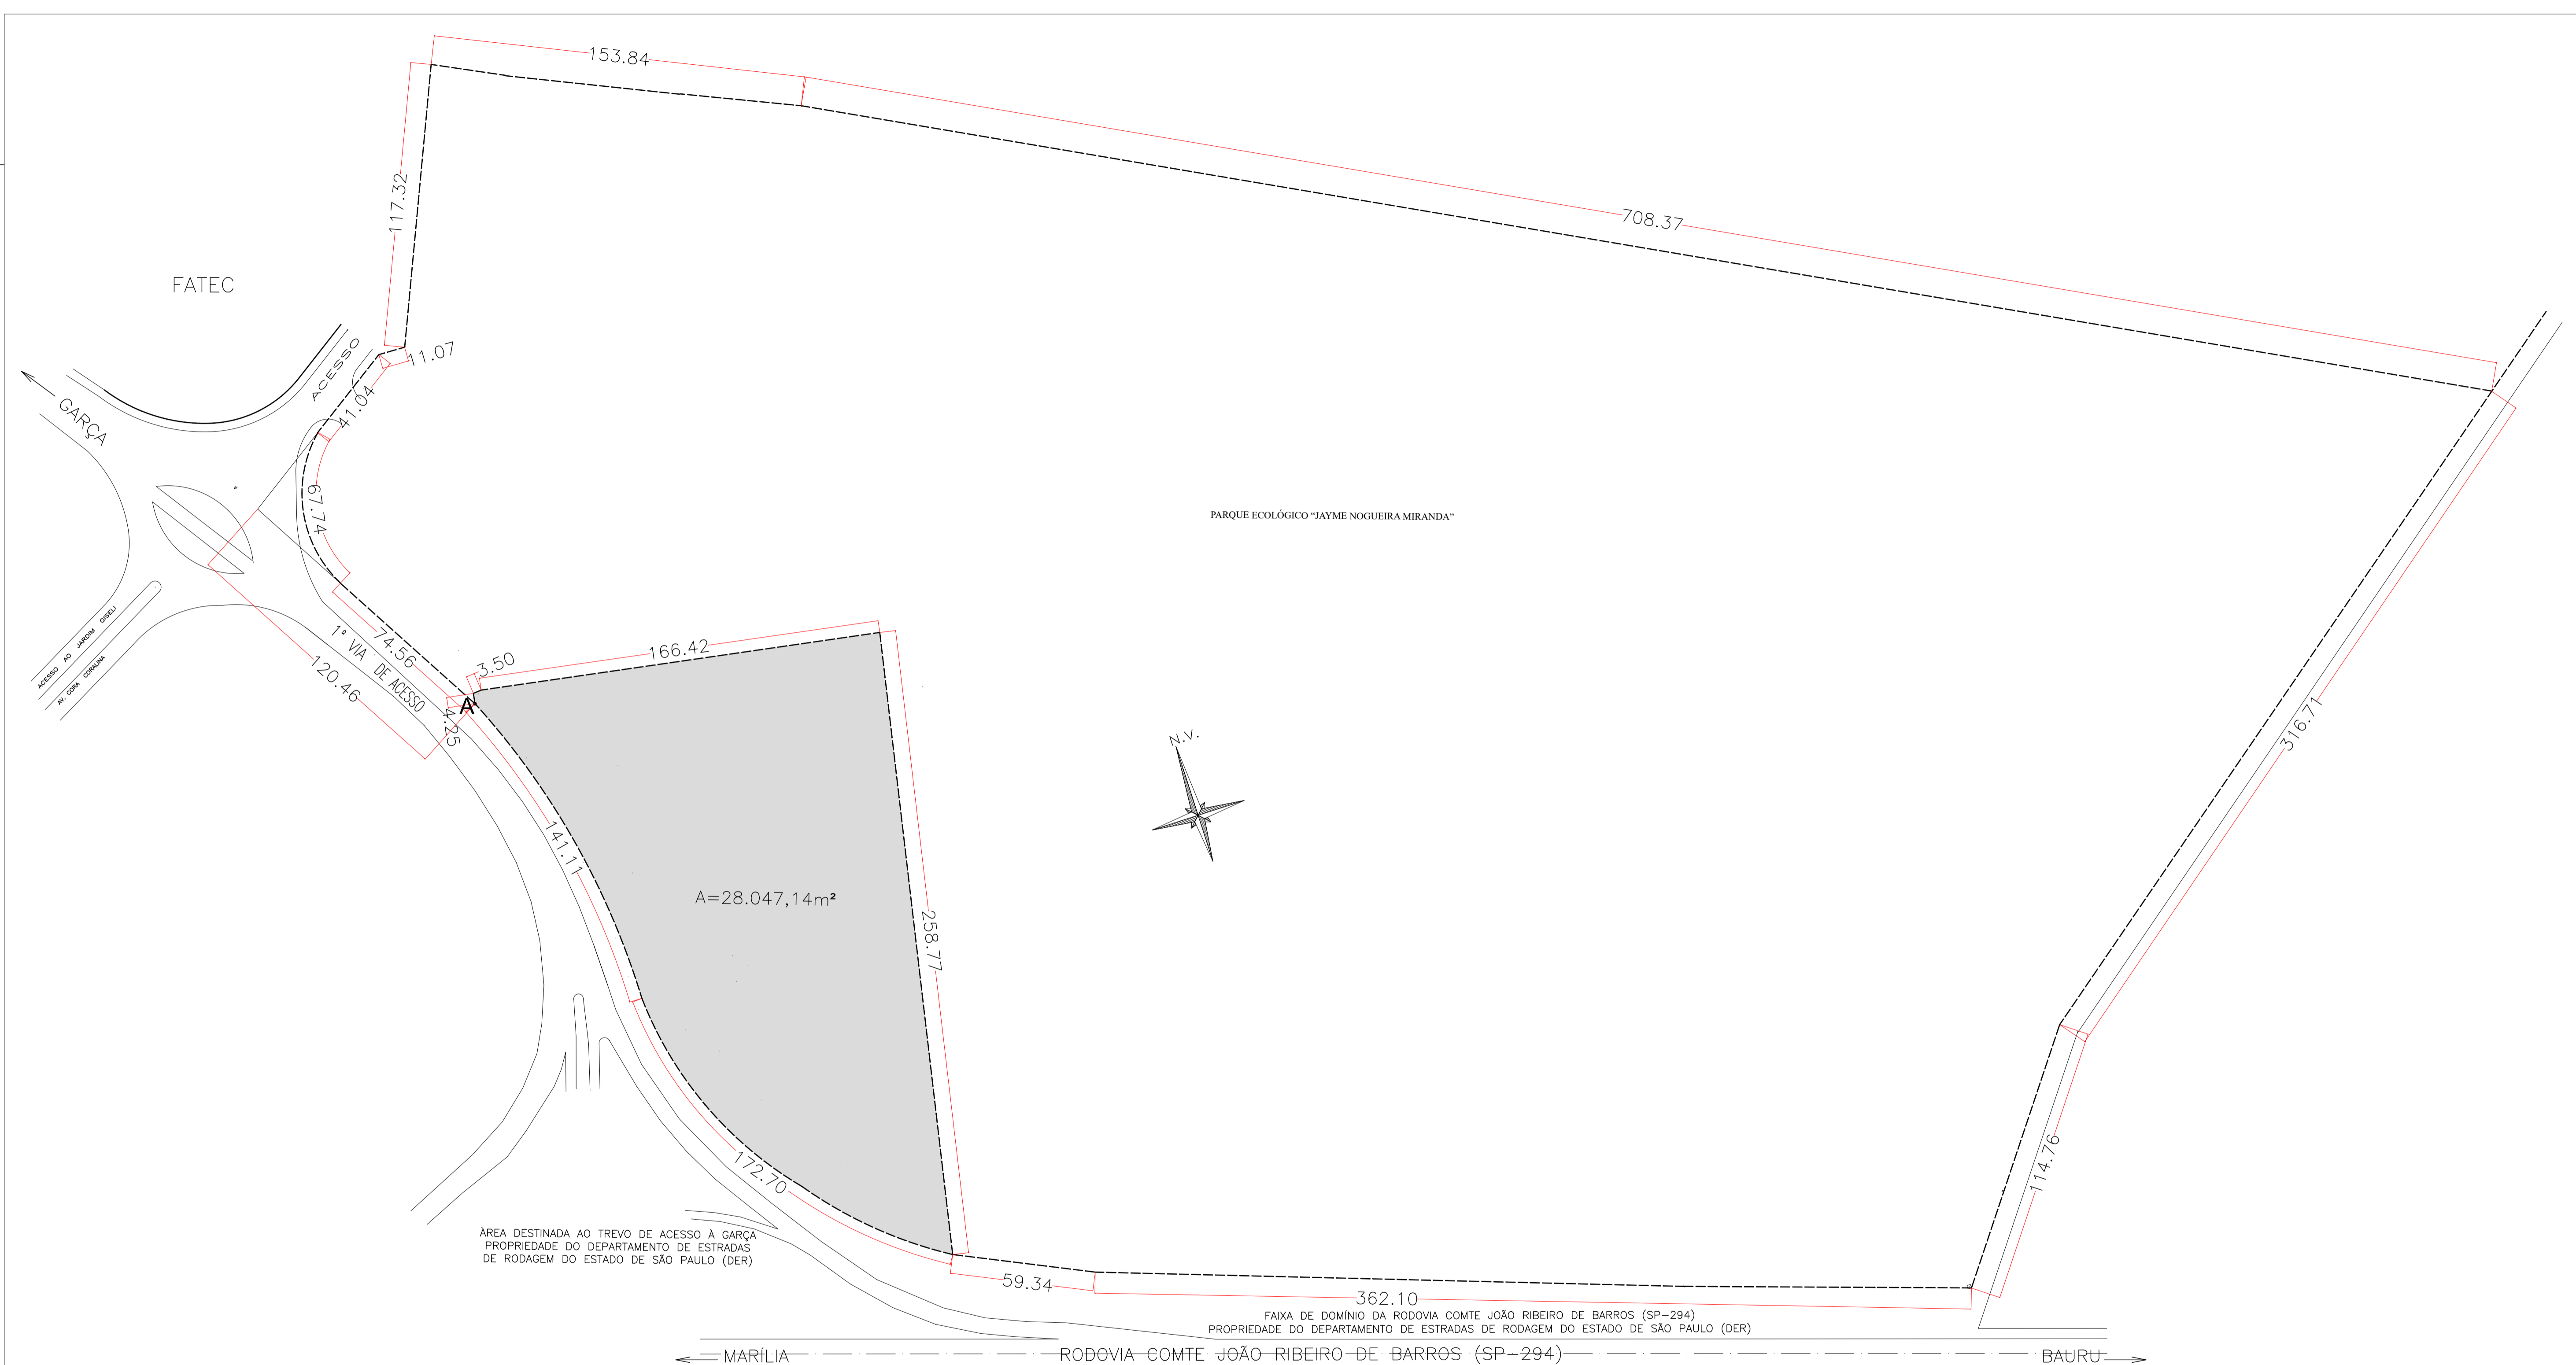 153.84
708.37
117.32
FATEC
ACESSO
11.07
GARÇA
41.04
67.74
PARQUE ECOLÓGICO “JAYME NOGUEIRA MIRANDA“
ACESSO AO JARDIM GISELI
AV. CORA CORALINA
1ª VIA DE ACESSO
74.56
120.46
3.50
166.42
A
4.25
N.V.
316.71
141.11
A=28.047,14m²
258.77
172.70
114.76
ÀREA DESTINADA AO TREVO DE ACESSO À GARÇA
PROPRIEDADE DO DEPARTAMENTO DE ESTRADAS
DE RODAGEM DO ESTADO DE SÃO PAULO (DER)
59.34
362.10
FAIXA DE DOMÍNIO DA RODOVIA COMTE JOÃO RIBEIRO DE BARROS (SP-294)
PROPRIEDADE DO DEPARTAMENTO DE ESTRADAS DE RODAGEM DO ESTADO DE SÃO PAULO (DER)
MARÍLIA
RODOVIA COMTE JOÃO RIBEIRO DE BARROS (SP-294)
BAURU